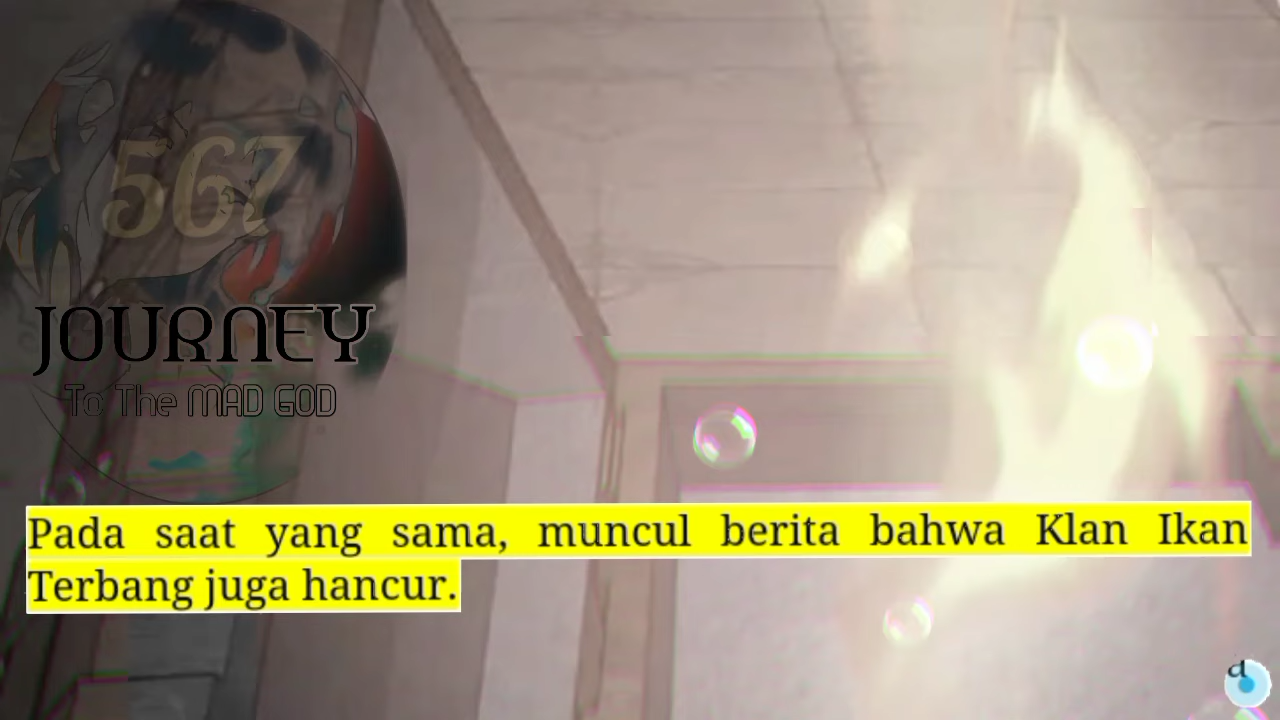 567
JOURNEY
To The MAD GOD
Pada saat yang sama, muncul berita bahwa Klan Ikan
Terbang juga hancur.
d